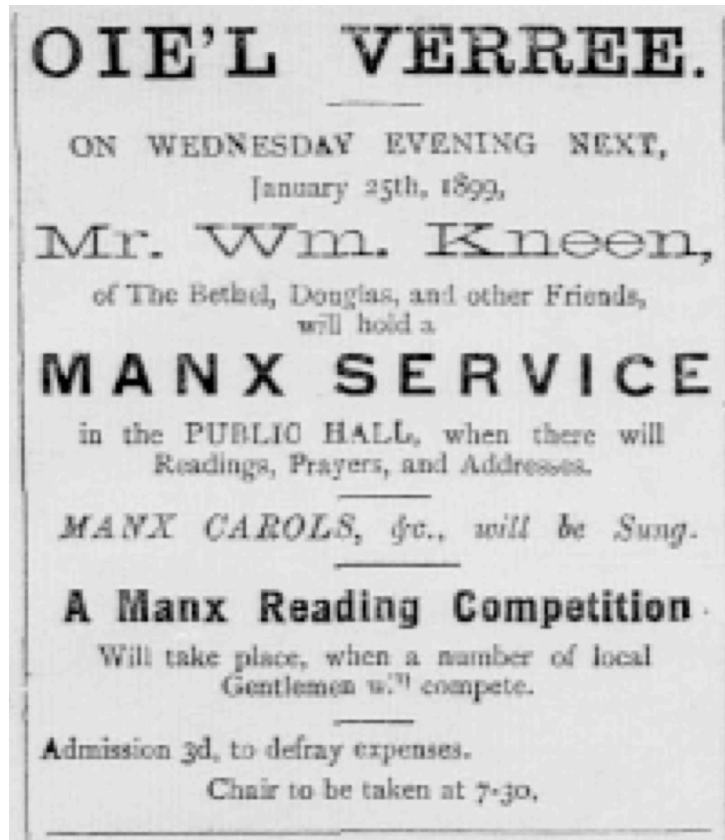 OIE'L VERREE.
ON WEDNESDAY EVENING NEXT,
January 25th, 1899,
Mr. Wm. Kneen,
of The Bethel, Douglas, and other Friends,
will hold a
MANX SERVICE
in the PUBLIC HALL, when there will
Readings, Prayers, and Addresses.
MANX CAROLS, &c., will be Sung.
A Manx Reading Competition
Will take place, when a number of local
Gentlemen compete.
Admission 3d, to defray expenses.
Chair to be taken at 7-30.